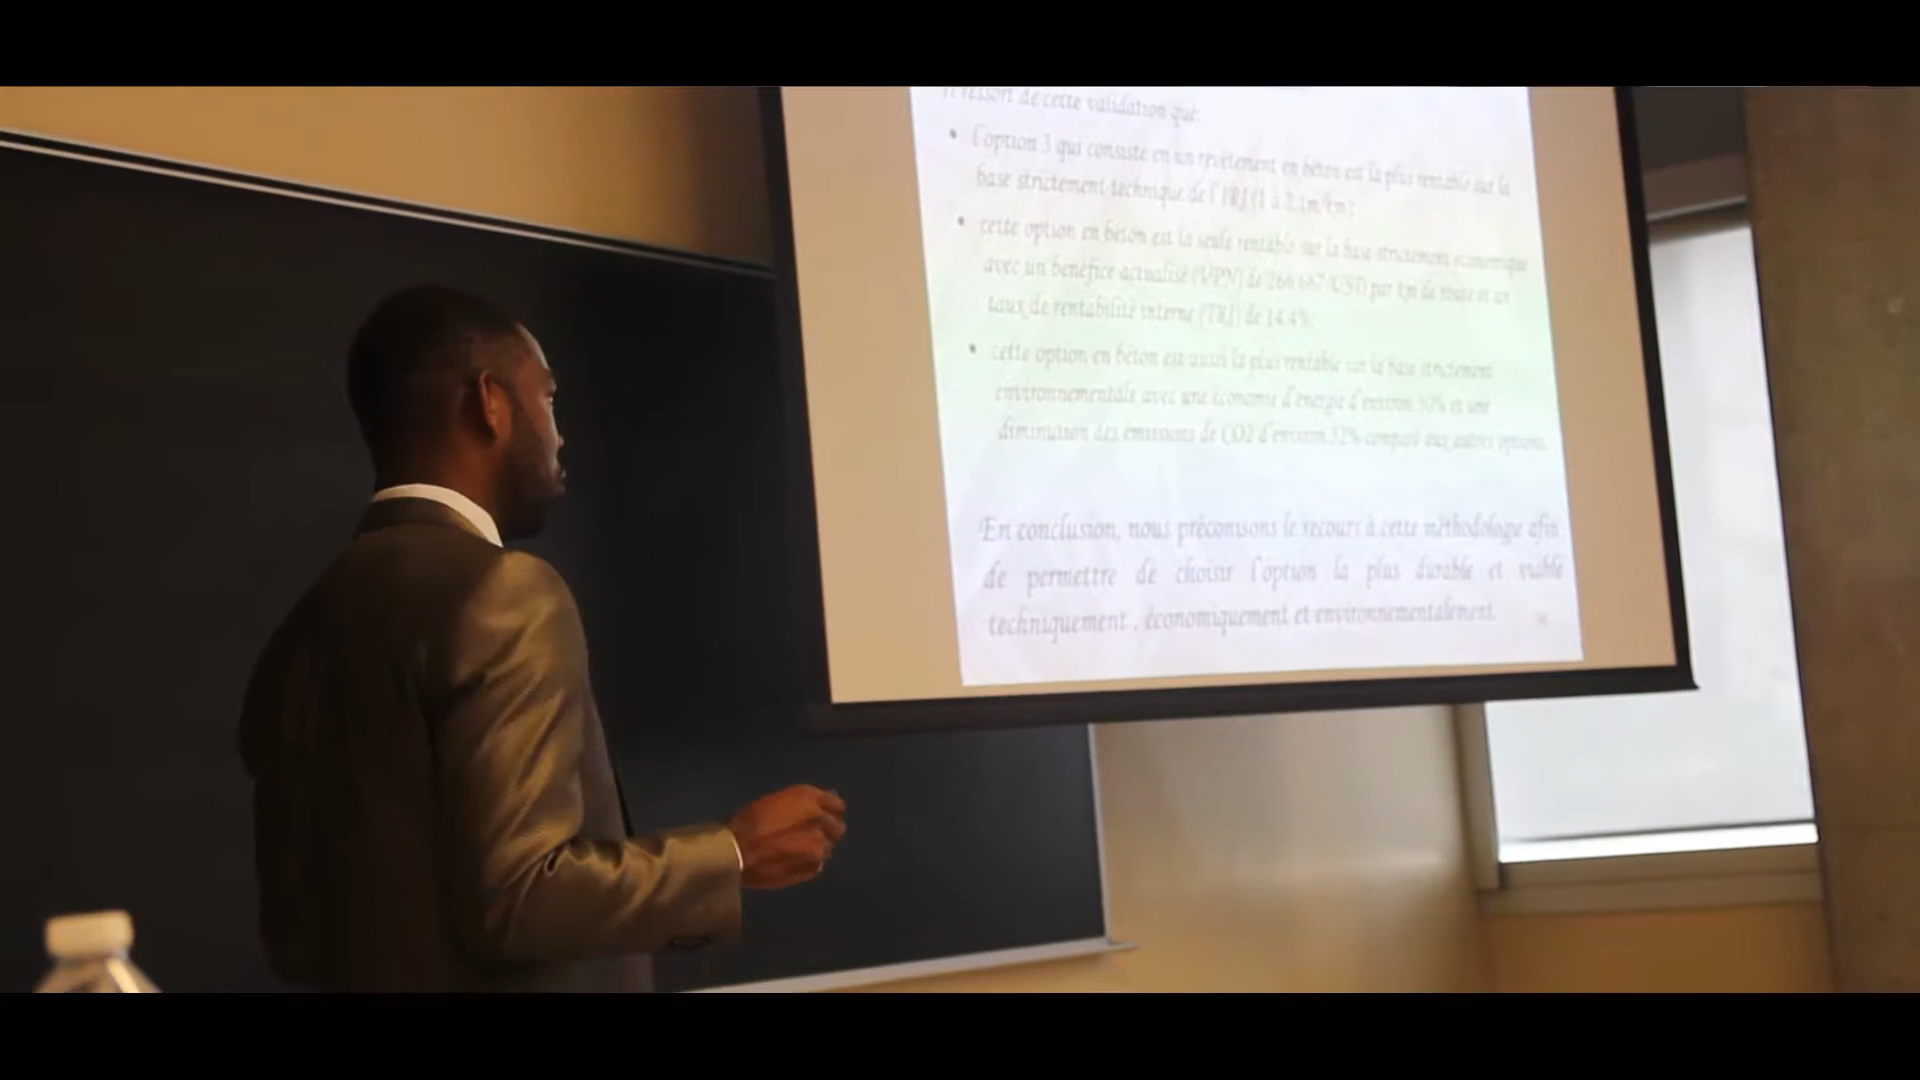 Il ressort de cette validation que:
• l'option 3 qui consiste en un revêtement en béton est la plus rentable sur la
base strictement technique de l'IRI (1 à 2.1m/km);
• cette option en béton est la seule rentable sur la base strictement économique
avec un bénéfice actualisé (VPN) de 266 667 USD par km de route et un
taux de rentabilité interne (TRI) de 14.4%
• cette option en béton est aussi la plus rentable sur la base strictement
environnementale avec une économie d'énergie d'environ 50% et une
diminution des émissions de CO2 d'environ 32% comparé aux autres options.
En conclusion, nous préconisons le recours à cette méthodologie afin
de permettre de choisir l'option la plus durable et viable
techniquement , économiquement et environnementalement.